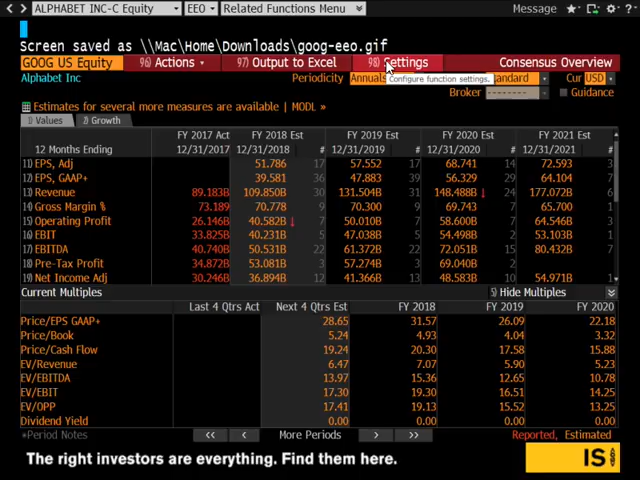 ALPHABET INC-C Equity EEO Related Functions Menu Message
Screen saved as \\Mac\Home\Downloads\goog-eeo.gif
GOOG US Equity 96) Actions 97) Output to Excel 98) Settings Consensus Overview
Alphabet Inc Periodicity Annuals Configure function settings. tandard Cur USD
Broker -------- Guidance
Estimates for several more measures are available | MODL »
1) Values 2) Growth
FY 2017 Act FY 2018 Est FY 2019 Est FY 2020 Est FY 2021 Est
12 Months Ending 12/31/2017 12/31/2018 # 12/31/2019 # 12/31/2020 # 12/31/2021 #
11) EPS, Adj 51.786 17 57.552 17 68.741 14 72.593 3
12) EPS, GAAP+ 39.581 36 47.883 39 56.329 29 64.104 7
13) Revenue 89.183B 109.850B 30 131.504B 31 148.488B 24 177.072B 6
14) Gross Margin % 73.189 70.778 9 70.300 9 69.743 7 65.700 1
15) Operating Profit 26.146B 40.582B 7 50.010B 7 58.600B 7 64.546B 3
16) EBIT 33.825B 40.231B 5 47.038B 5 54.498B 2 53.103B 1
17) EBITDA 40.740B 50.531B 22 61.372B 22 72.051B 15 80.432B 7
18) Pre-Tax Profit 34.872B 53.081B 3 57.274B 3 69.040B 2
19) Net Income Adj 30.246B 36.894B 12 41.366B 13 48.583B 10 54.971B 1
Current Multiples 5) Hide Multiples
Last 4 Qtrs Act Next 4 Qtrs Est FY 2018 FY 2019 FY 2020
Price/EPS GAAP+ 28.65 31.57 26.09 22.18
Price/Book 5.24 4.93 4.04 3.32
Price/Cash Flow 19.24 20.30 17.58 15.88
EV/Revenue 6.47 7.07 5.90 5.23
EV/EBITDA 13.97 15.36 12.65 10.78
EV/EBIT 17.30 19.30 16.51 14.25
EV/OPP 17.41 19.13 15.52 13.25
Dividend Yield 0.00 0.00 0.00 0.00
*Period Notes << < More Periods > >> Reported, Estimated
The right investors are everything. Find them here. IS